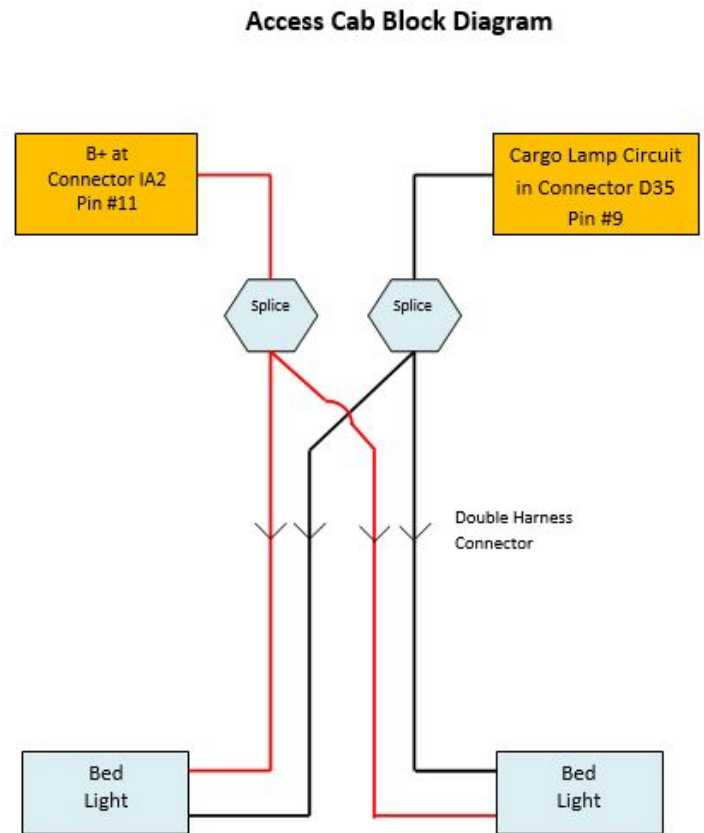 Access Cab Block Diagram
B+ at
Connector IA2
Pin #11
Cargo Lamp Circuit
in Connector D35
Pin #9
Splice
Splice
Double Harness
Connector
Bed
Light
Bed
Light